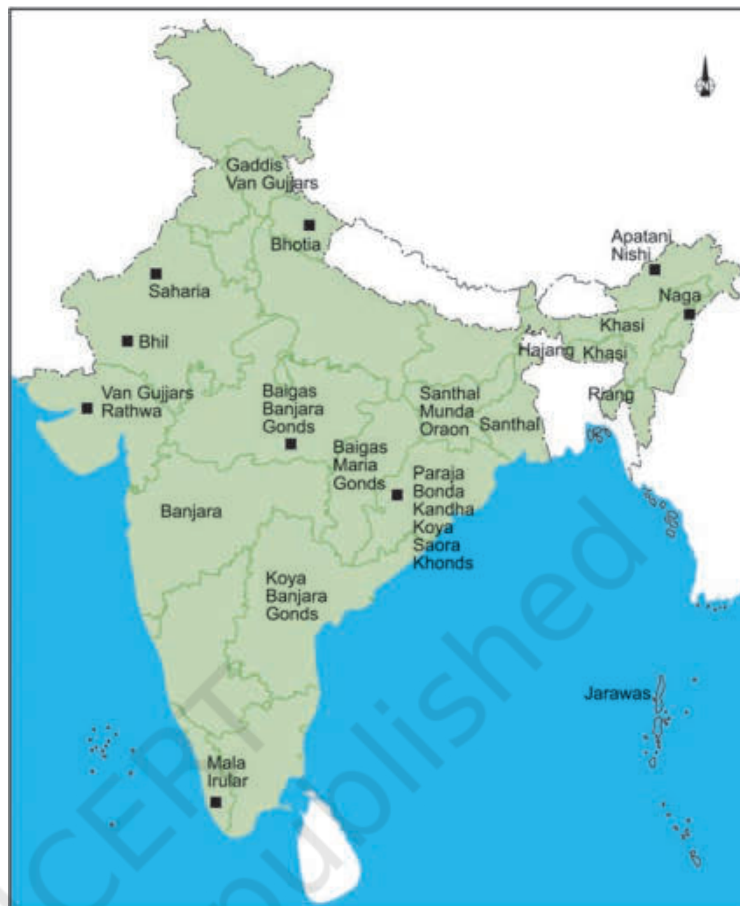 N
Gaddis
Van Gujjars
Bhotia
Apatani
Nishi
Saharia
Naga
Khasi
Bhil
Hajang
Khasi
Van Gujjars
Rathwa
Baigas
Banjara
Gonds
Santhal
Munda
Oraon
Riang
Santhal
Baigas
Maria
Gonds
Paraja
Bonda
Kandha
Koya
Saora
Khonds
Banjara
Koya
Banjara
Gonds
Jarawas
Mala
Irular
published